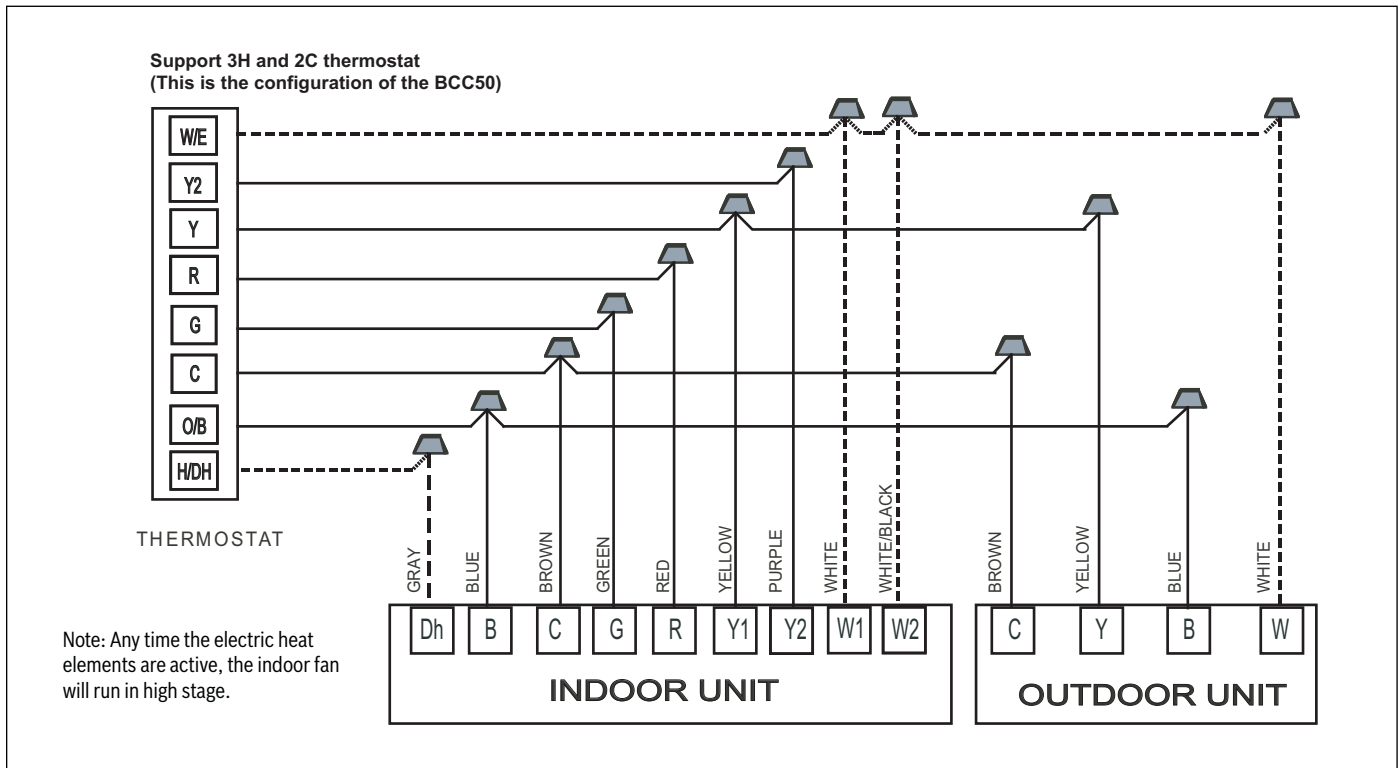 Support 3H and 2C thermostat
(This is the configuration of the BCC50)
W/E
Y2
Y
R
G
C
O/B
H/DH
THERMOSTAT
GRAY
BLUE
BROWN
GREEN
RED
YELLOW
PURPLE
WHITE
WHITE/BLACK
BROWN
YELLOW
BLUE
WHITE
Dh
B
C
G
R
Y1
Y2
W1
W2
C
Y
B
W
INDOOR UNIT
OUTDOOR UNIT
Note: Any time the electric heat
elements are active, the indoor fan
will run in high stage.